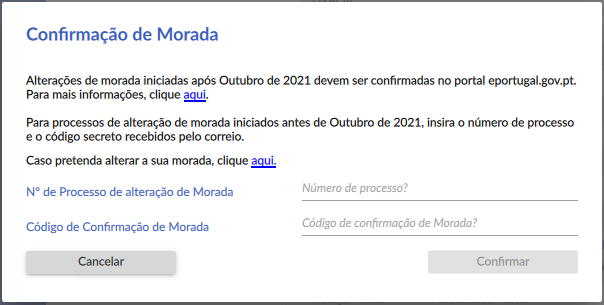 Confirmação de Morada
Alterações de morada iniciadas após Outubro de 2021 devem ser confirmadas no portal eportugal.gov.pt.
Para mais informações, clique aqui.
Para processos de alteração de morada iniciados antes de Outubro de 2021, insira o número de processo
e o código secreto recebidos pelo correio.
Caso pretenda alterar a sua morada, clique aqui.
Nº de Processo de alteração de Morada
Número de processo?
Código de Confirmação de Morada
Código de confirmação de Morada?
Cancelar
Confirmar